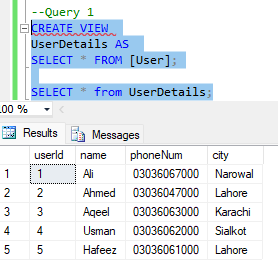 --Query 1
CREATE VIEW
UserDetails AS
SELECT * FROM [User];
SELECT * from UserDetails;
.00 %
Results Messages
userId name phoneNum city
1 1 Ali 03036067000 Narowal
2 2 Ahmed 03036047000 Lahore
3 3 Aqeel 03036063000 Karachi
4 4 Usman 03036062000 Sialkot
5 5 Hafeez 03036061000 Lahore